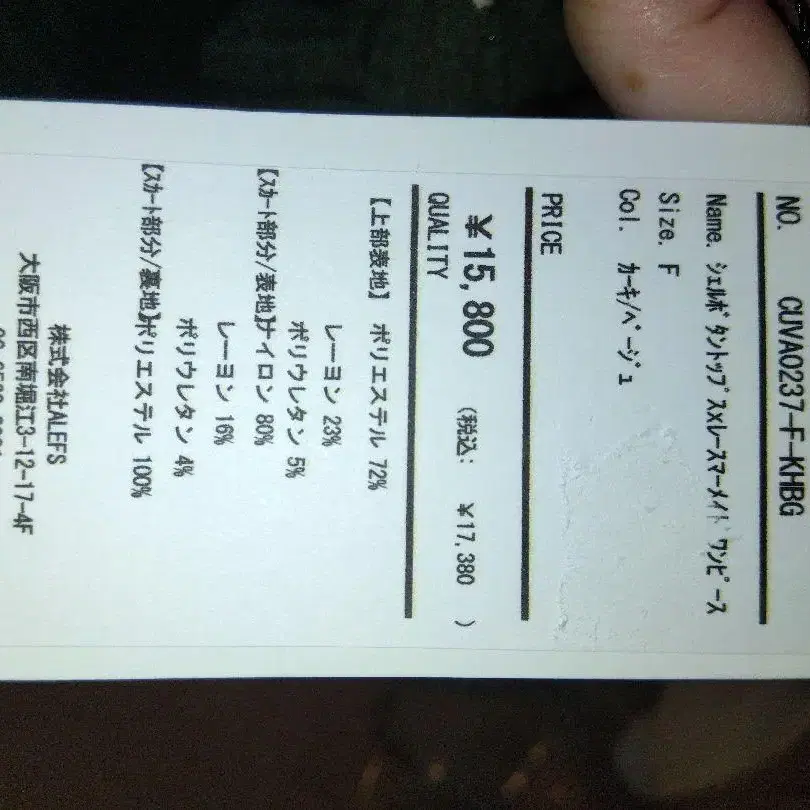 NO. CUVA0237-F-KHBG
Name. ｼｪﾙﾎﾞﾀﾝﾄｯﾌﾟｽ×ﾚｰｽﾏｰﾒｲﾄﾞﾜﾝﾋﾟｰｽ
Size. F
Col. ｶｰｷ/ﾍﾞｰｼﾞｭ
PRICE
￥15,800 (税込: ￥17,380 )
QUALITY
【上部表地】 ポリエステル 72%
レーヨン 23%
ポリウレタン 5%
【ｽｶｰﾄ部分/表地】ナイロン 80%
レーヨン 16%
ポリウレタン 4%
【ｽｶｰﾄ部分/裏地】ポリエステル 100%
株式会社ALEFS
大阪市西区南堀江3-12-17-4F